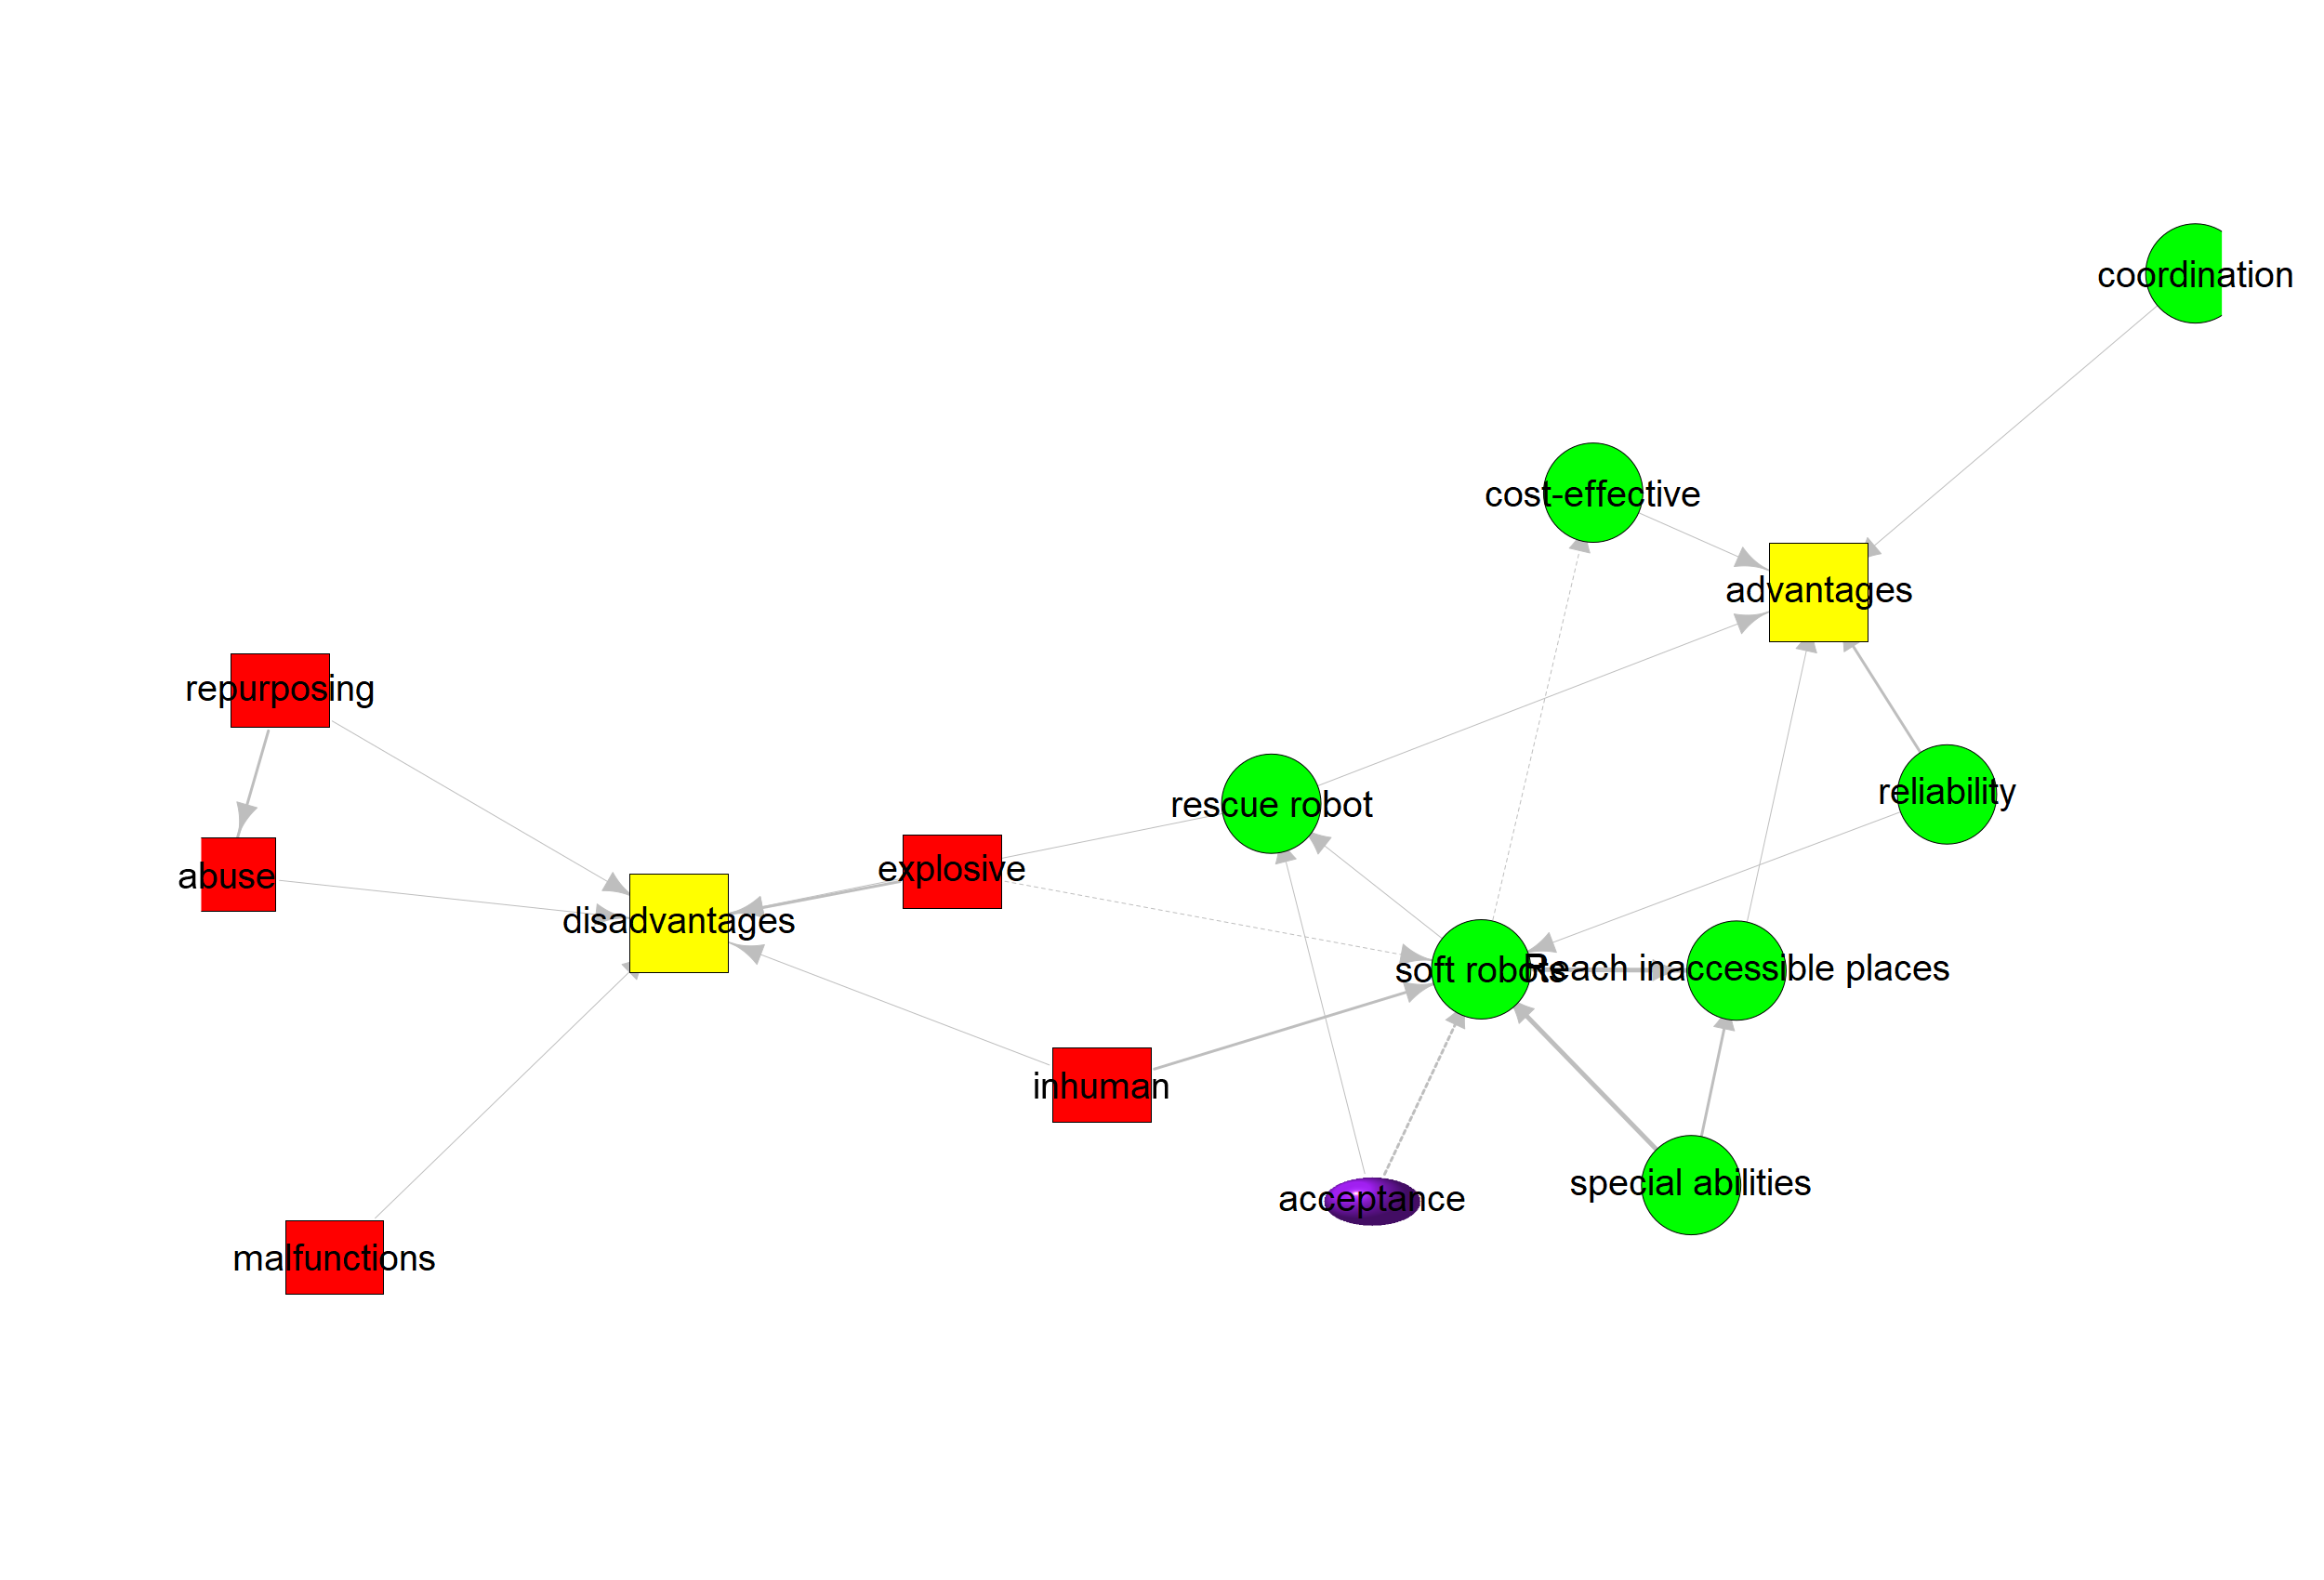 coordination
cost-effective
advantages
repurposing
reliability
rescue robot
explosive
abuse
disadvantages
soft robots
Reach inaccessible places
inhuman
special abilities
acceptance
malfunctions